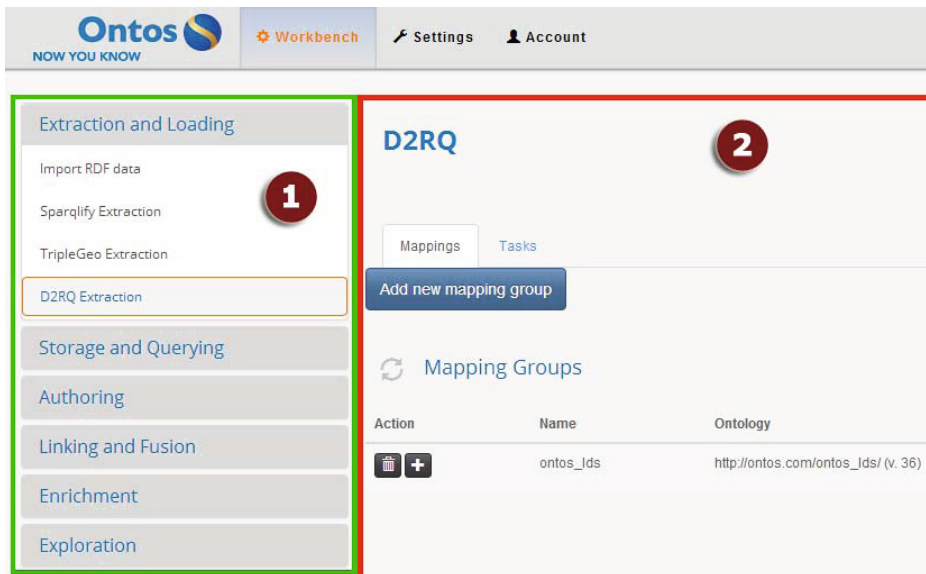 Ontos
NOW YOU KNOW
Workbench
Settings
Account
Extraction and Loading
Import RDF data
Sparqlify Extraction
TripleGeo Extraction
D2RQ Extraction
Storage and Querying
Authoring
Linking and Fusion
Enrichment
Exploration
1
D2RQ
2
Mappings Tasks
Add new mapping group
Mapping Groups
Action Name Ontology
ontos_lds http://ontos.com/ontos_lds/ (v. 36)